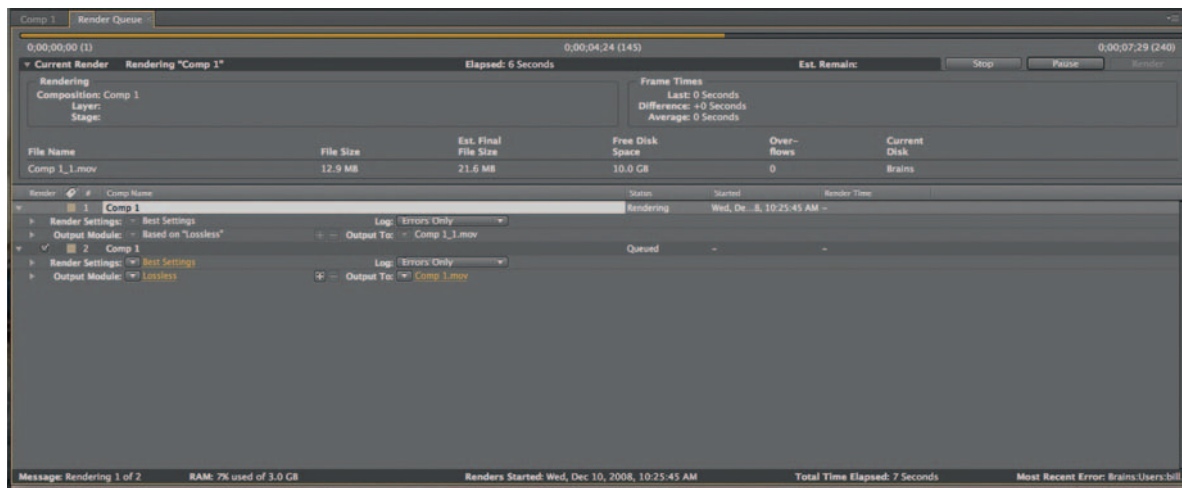 Comp 1 Render Queue
0;00;00;00 (1) 0;00;04;24 (145) 0;00;07;29 (240)
Current Render Rendering "Comp 1" Elapsed: 6 Seconds Est. Remain: Stop Pause Render
Rendering Frame Times
Composition: Comp 1 Last: 0 Seconds
Layer: Difference: +0 Seconds
Stage: Average: 0 Seconds
Est. Final Free Disk Over- Current
File Name File Size File Size Space flows Disk
Comp 1_1.mov 12.9 MB 21.6 MB 10.0 GB 0 Brains
Render # Comp Name Status Started Render Time
1 Comp 1 Rendering Wed, De...8, 10:25:45 AM -
Render Settings: Best Settings Log: Errors Only
Output Module: Based on "Lossless" + - Output To: Comp 1_1.mov
2 Comp 1 Queued - -
Render Settings: Best Settings Log: Errors Only
Output Module: Lossless + - Output To: Comp 1.mov
Message: Rendering 1 of 2 RAM: 7% used of 3.0 GB Renders Started: Wed, Dec 10, 2008, 10:25:45 AM Total Time Elapsed: 7 Seconds Most Recent Error: Brains:Users:bill